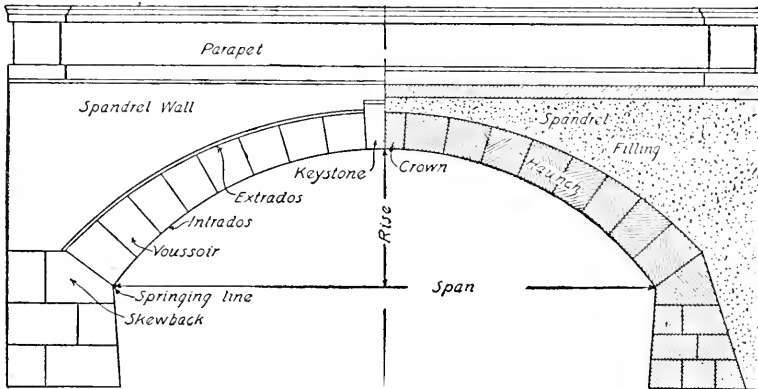 Parapet
Spandrel Wall
Spandrel
Filling
Keystone
Crown
Haunch
Extrados
Intrados
Rise
Voussoir
Span
Springing line
Skewback